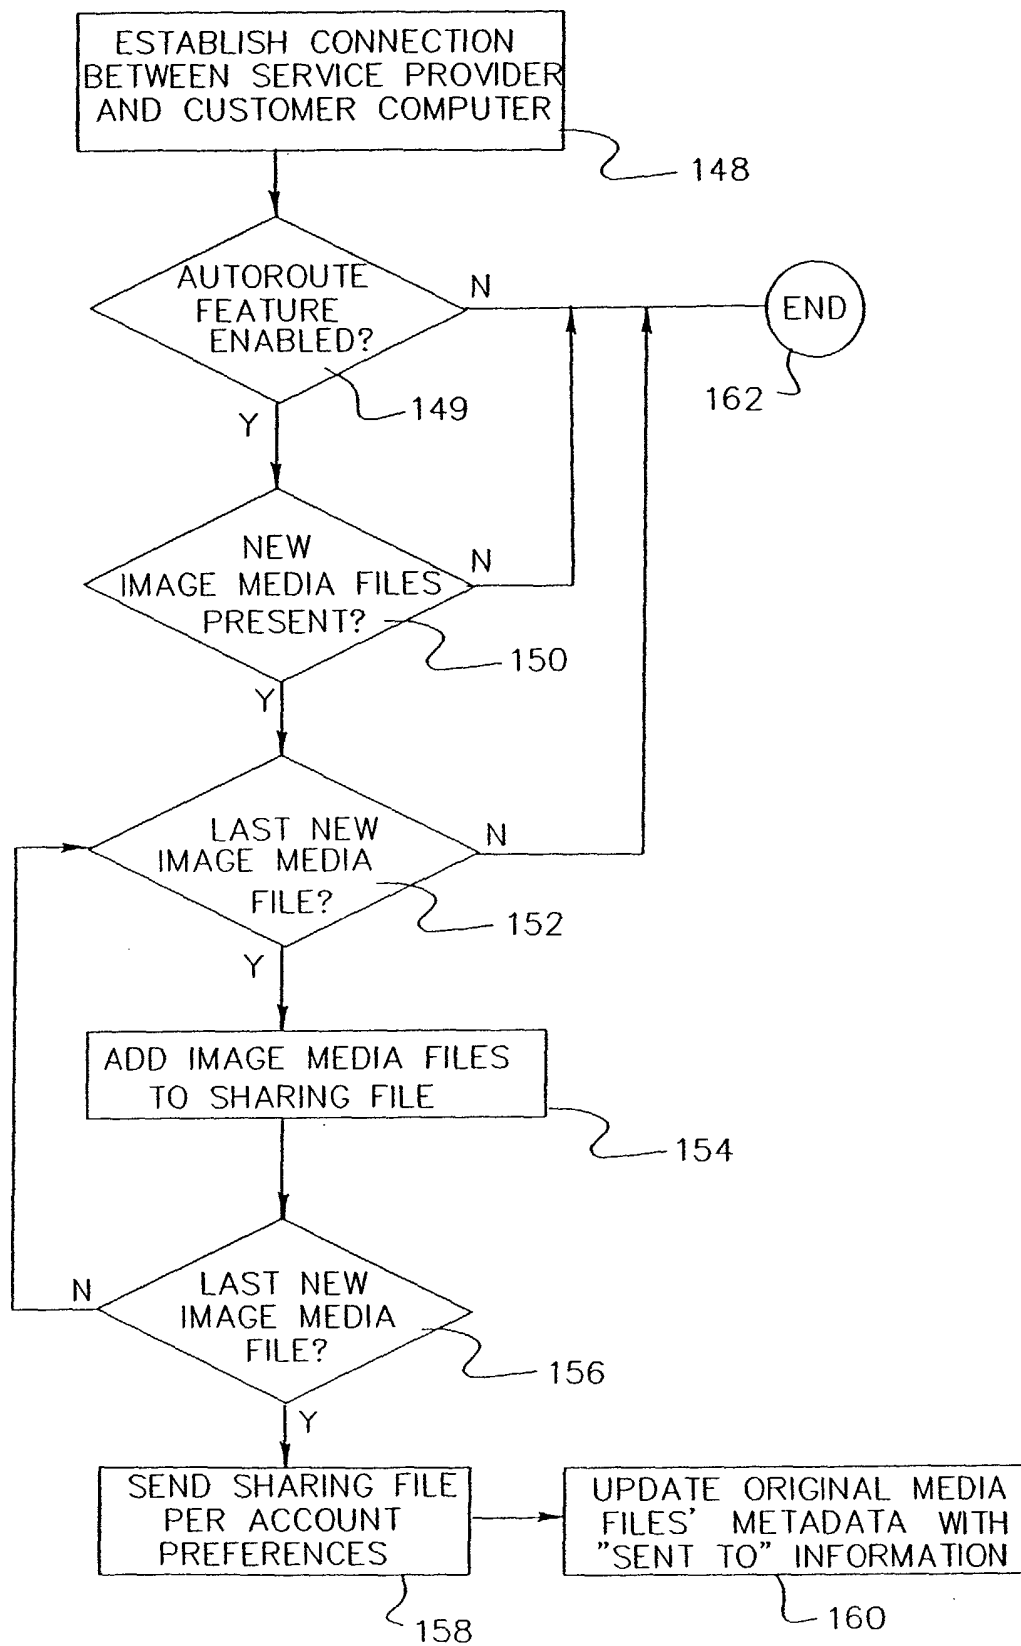 ESTABLISH CONNECTION
BETWEEN SERVICE PROVIDER
AND CUSTOMER COMPUTER
148
AUTOROUTE
FEATURE
ENABLED?
N
END
162
149
Y
NEW
IMAGE MEDIA FILES
PRESENT?
N
150
Y
LAST NEW
IMAGE MEDIA
FILE?
N
152
Y
ADD IMAGE MEDIA FILES
TO SHARING FILE
154
N
LAST NEW
IMAGE MEDIA
FILE?
156
Y
SEND SHARING FILE
PER ACCOUNT
PREFERENCES
158
UPDATE ORIGINAL MEDIA
FILES' METADATA WITH
"SENT TO" INFORMATION
160